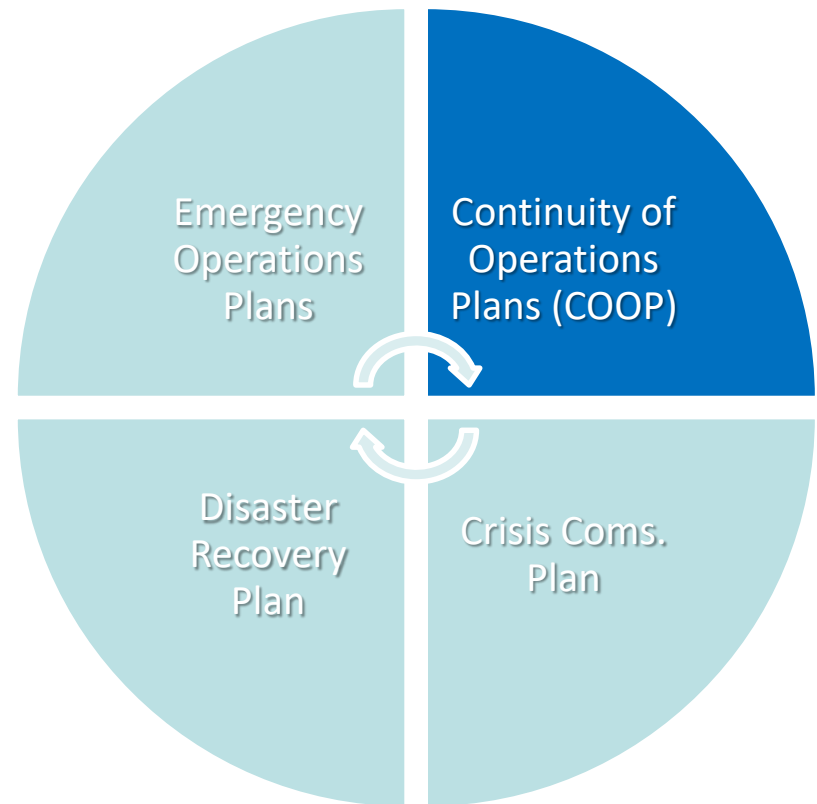 Emergency
Operations
Plans
Continuity of
Operations
Plans (COOP)
Disaster
Recovery
Plan
Crisis Coms.
Plan